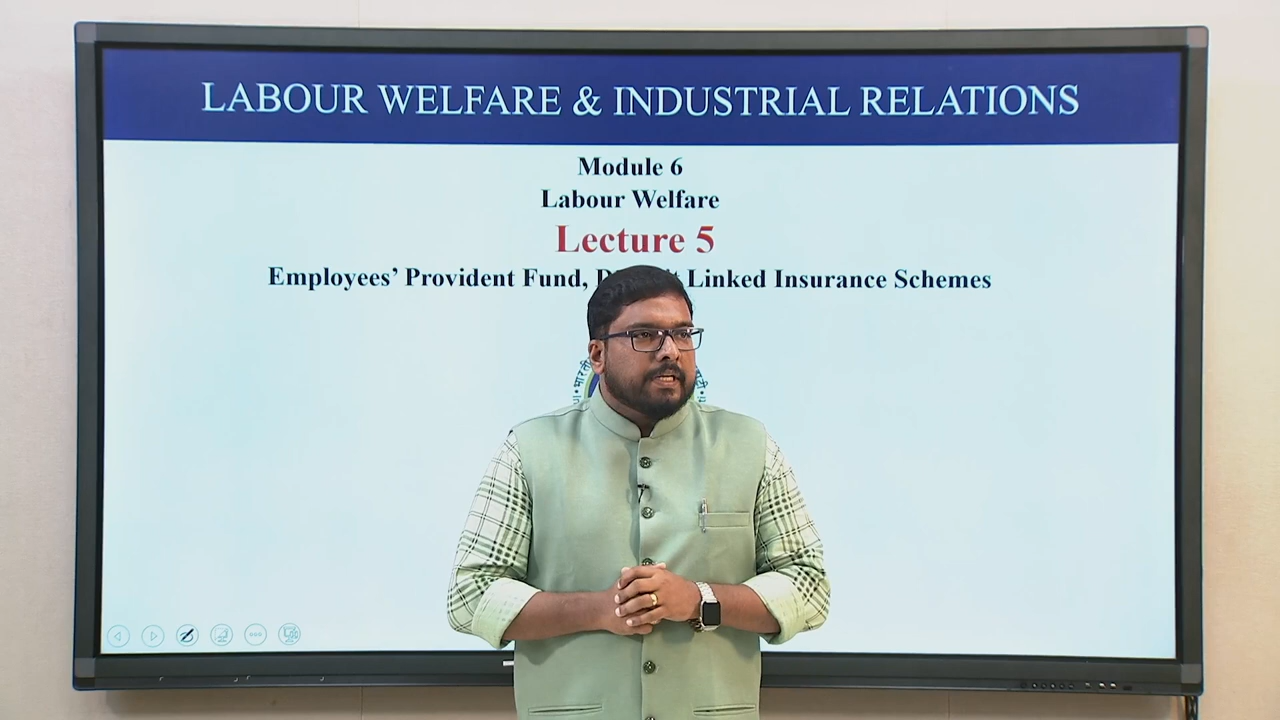 LABOUR WELFARE & INDUSTRIAL RELATIONS
Module 6
Labour Welfare
Lecture 5
Employees’ Provident Fund, Linked Insurance Schemes